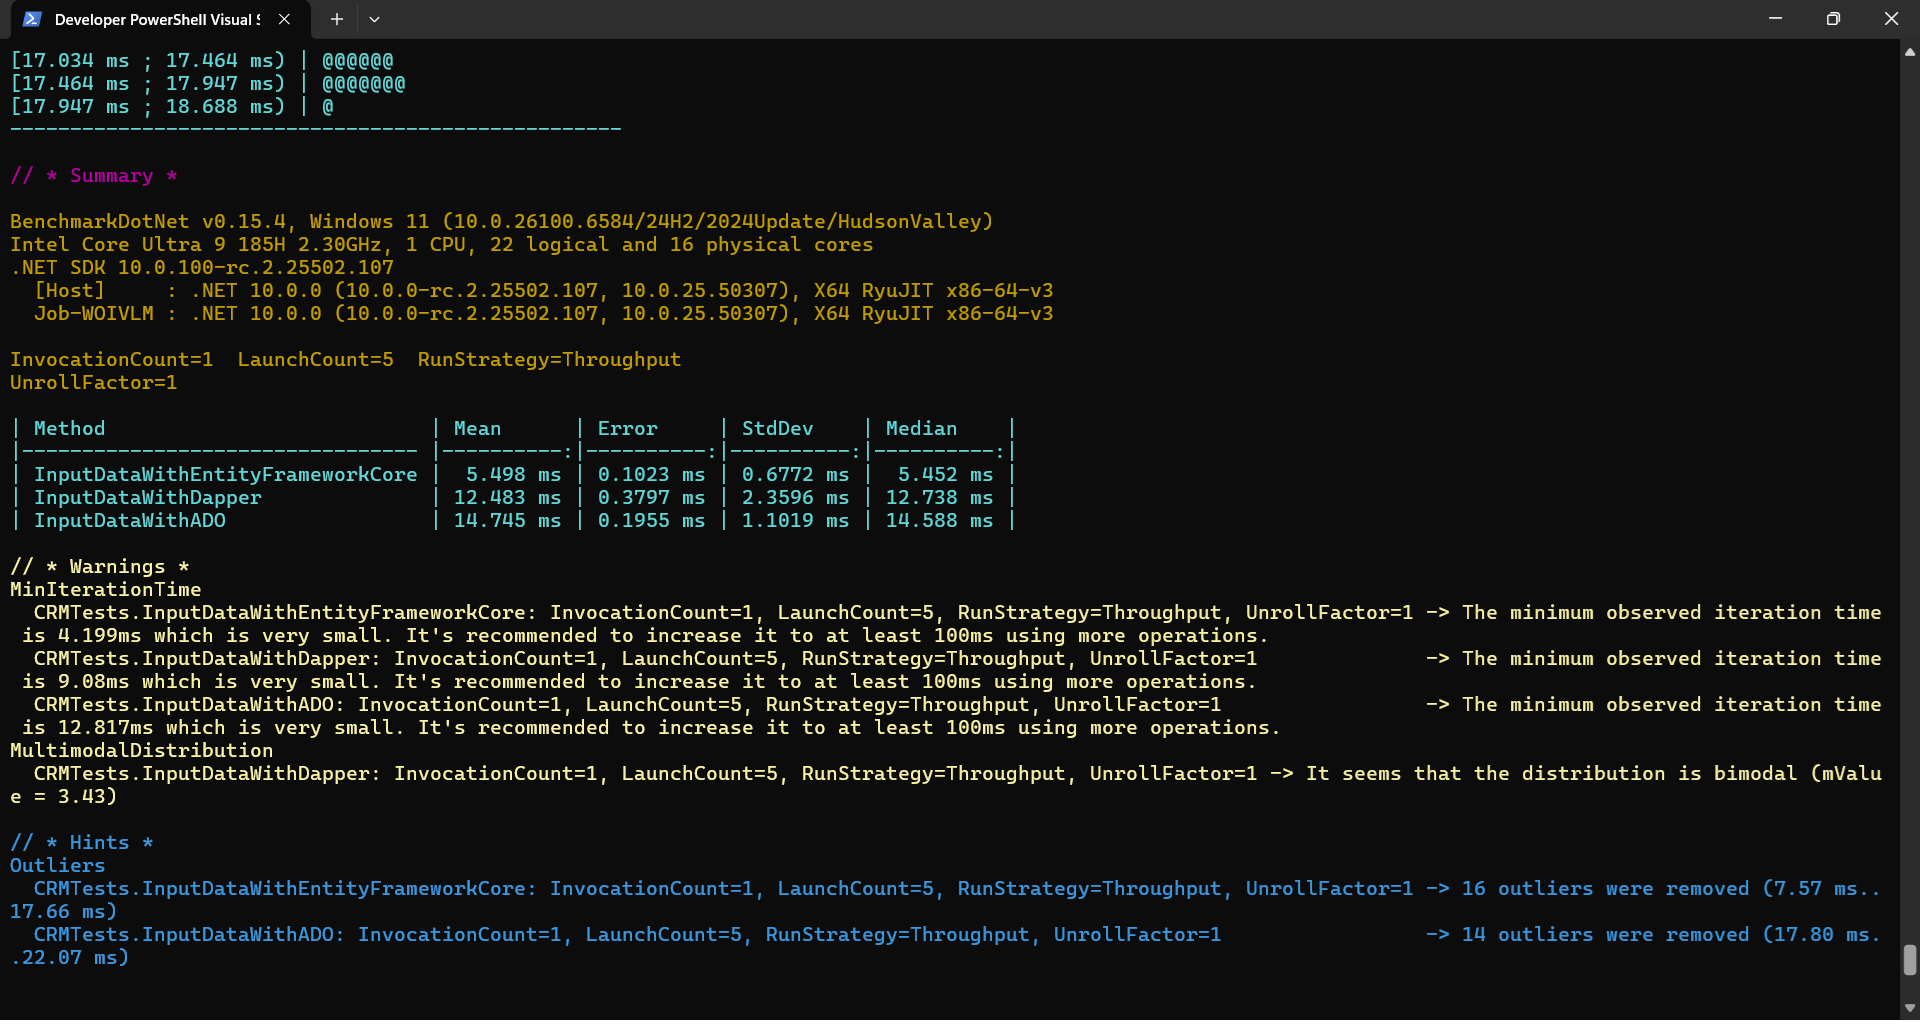 Developer PowerShell Visual S
[17.034 ms ; 17.464 ms) | @@@@@@
[17.464 ms ; 17.947 ms) | @@@@@@@
[17.947 ms ; 18.688 ms) | @
---------------------------------------------------
// * Summary *
BenchmarkDotNet v0.15.4, Windows 11 (10.0.26100.6584/24H2/2024Update/HudsonValley)
Intel Core Ultra 9 185H 2.30GHz, 1 CPU, 22 logical and 16 physical cores
.NET SDK 10.0.100-rc.2.25502.107
  [Host]     : .NET 10.0.0 (10.0.0-rc.2.25502.107, 10.0.25.50307), X64 RyuJIT x86-64-v3
  Job-WOIVLM : .NET 10.0.0 (10.0.0-rc.2.25502.107, 10.0.25.50307), X64 RyuJIT x86-64-v3
InvocationCount=1  LaunchCount=5  RunStrategy=Throughput
UnrollFactor=1
| Method                           | Mean      | Error     | StdDev    | Median    |
|--------------------------------- |----------:|----------:|----------:|----------:|
| InputDataWithEntityFrameworkCore |  5.498 ms | 0.1023 ms | 0.6772 ms |  5.452 ms |
| InputDataWithDapper              | 12.483 ms | 0.3797 ms | 2.3596 ms | 12.738 ms |
| InputDataWithADO                 | 14.745 ms | 0.1955 ms | 1.1019 ms | 14.588 ms |
// * Warnings *
MinIterationTime
  CRMTests.InputDataWithEntityFrameworkCore: InvocationCount=1, LaunchCount=5, RunStrategy=Throughput, UnrollFactor=1 -> The minimum observed iteration time
 is 4.199ms which is very small. It's recommended to increase it to at least 100ms using more operations.
  CRMTests.InputDataWithDapper: InvocationCount=1, LaunchCount=5, RunStrategy=Throughput, UnrollFactor=1              -> The minimum observed iteration time
 is 9.08ms which is very small. It's recommended to increase it to at least 100ms using more operations.
  CRMTests.InputDataWithADO: InvocationCount=1, LaunchCount=5, RunStrategy=Throughput, UnrollFactor=1                 -> The minimum observed iteration time
 is 12.817ms which is very small. It's recommended to increase it to at least 100ms using more operations.
MultimodalDistribution
  CRMTests.InputDataWithDapper: InvocationCount=1, LaunchCount=5, RunStrategy=Throughput, UnrollFactor=1 -> It seems that the distribution is bimodal (mValu
e = 3.43)
// * Hints *
Outliers
  CRMTests.InputDataWithEntityFrameworkCore: InvocationCount=1, LaunchCount=5, RunStrategy=Throughput, UnrollFactor=1 -> 16 outliers were removed (7.57 ms..
17.66 ms)
  CRMTests.InputDataWithADO: InvocationCount=1, LaunchCount=5, RunStrategy=Throughput, UnrollFactor=1                 -> 14 outliers were removed (17.80 ms.
.22.07 ms)